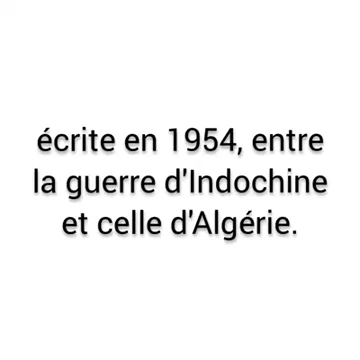 écrite en 1954, entre
la guerre d'Indochine
et celle d'Algérie.